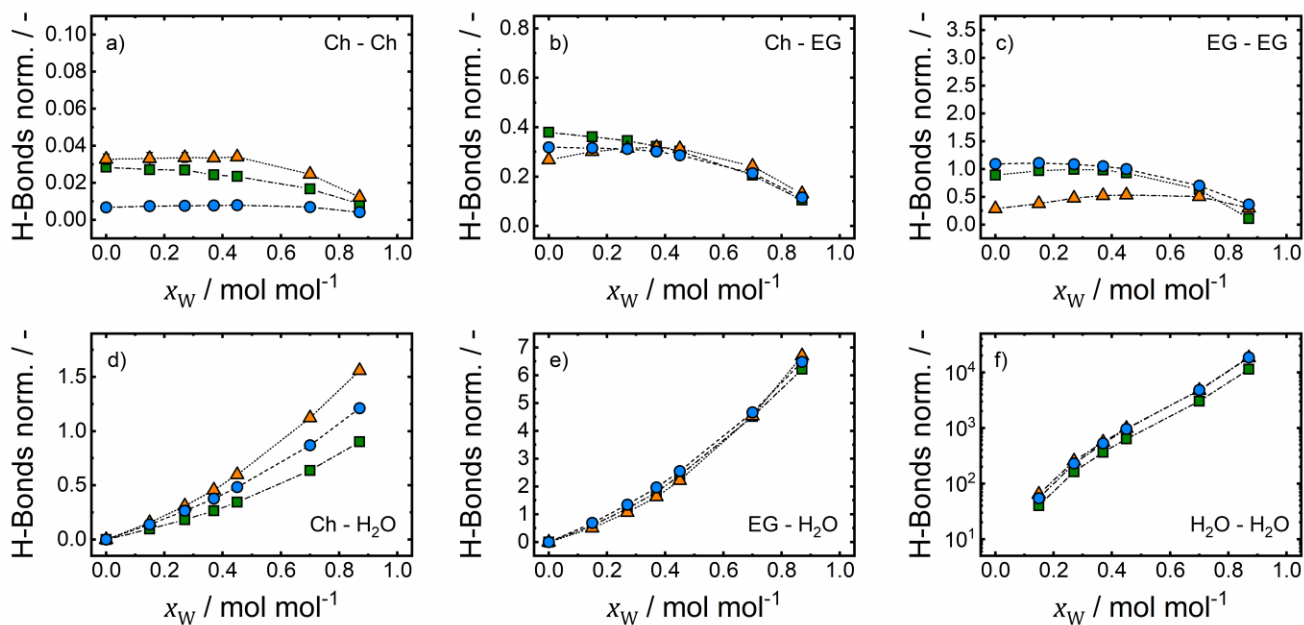 H-Bonds norm. / -
0.10
0.08
0.06
0.04
0.02
0.00
a)
Ch - Ch
0.0 0.2 0.4 0.6 0.8 1.0
x_W / mol mol⁻¹
H-Bonds norm. / -
0.8
0.6
0.4
0.2
0.0
b)
Ch - EG
0.0 0.2 0.4 0.6 0.8 1.0
x_W / mol mol⁻¹
H-Bonds norm. / -
3.5
3.0
2.5
2.0
1.5
1.0
0.5
0.0
c)
EG - EG
0.0 0.2 0.4 0.6 0.8 1.0
x_W / mol mol⁻¹
H-Bonds norm. / -
1.5
1.0
0.5
0.0
d)
Ch - H₂O
0.0 0.2 0.4 0.6 0.8 1.0
x_W / mol mol⁻¹
H-Bonds norm. / -
7
6
5
4
3
2
1
0
e)
EG - H₂O
0.0 0.2 0.4 0.6 0.8 1.0
x_W / mol mol⁻¹
H-Bonds norm. / -
10⁴
10³
10²
10¹
f)
H₂O - H₂O
0.0 0.2 0.4 0.6 0.8 1.0
x_W / mol mol⁻¹